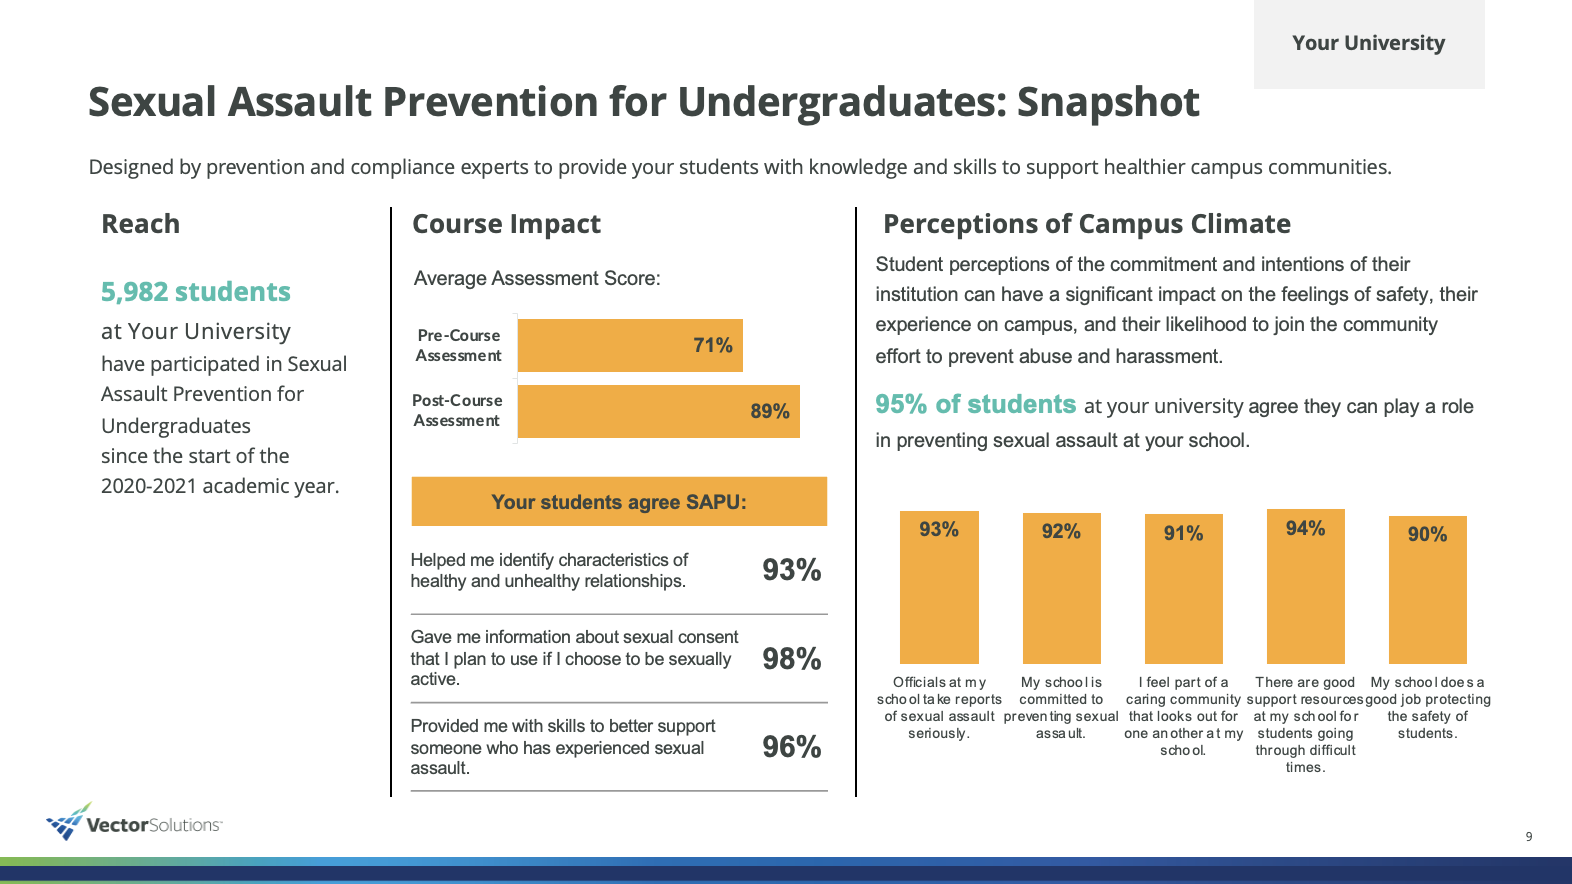 Your University
Sexual Assault Prevention for Undergraduates: Snapshot
Designed by prevention and compliance experts to provide your students with knowledge and skills to support healthier campus communities.
Reach
5,982 students
at Your University
have participated in Sexual
Assault Prevention for
Undergraduates
since the start of the
2020-2021 academic year.
Course Impact
Average Assessment Score:
Pre-Course
Assessment
71%
Post-Course
Assessment
89%
Your students agree SAPU:
Helped me identify characteristics of
healthy and unhealthy relationships.
93%
Gave me information about sexual consent
that I plan to use if I choose to be sexually
active.
98%
Provided me with skills to better support
someone who has experienced sexual
assault.
96%
Perceptions of Campus Climate
Student perceptions of the commitment and intentions of their
institution can have a significant impact on the feelings of safety, their
experience on campus, and their likelihood to join the community
effort to prevent abuse and harassment.
95% of students at your university agree they can play a role
in preventing sexual assault at your school.
93%
Officials at my
school take reports
of sexual assault
seriously.
92%
My school is
committed to
preventing sexual
assault.
91%
I feel part of a
caring community
that looks out for
one another at my
school.
94%
There are good
support resources
at my school for
students going
through difficult
times.
90%
My school does a
good job protecting
the safety of
students.
VectorSolutions
9